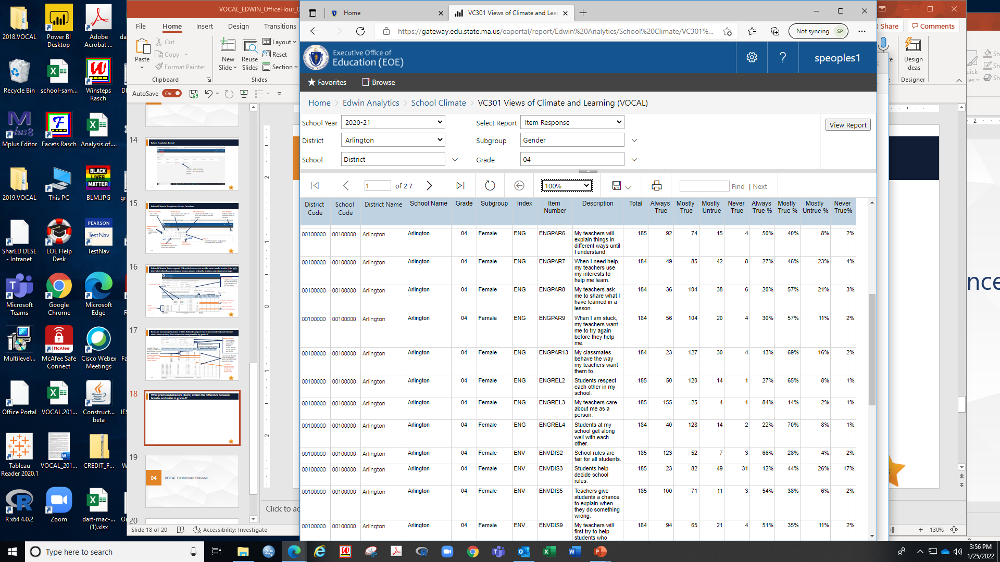 VOCAL_EDWIN_OfficeHour_0
File Home Insert Design Transitions
Paste
Cut
Copy
Format Painter
Clipboard
New Slide
Reuse Slides
Layout
Reset
Section
Slides
AutoSave On
14
Edwin Analytics Portal
15
School Climate Dropdown Menu Interface
16
17
18
What practices/behaviors (items) explain the difference between
females and males in grade 4?
19
04 VOCAL Dashboard Preview
20
Slide 18 of 20 Accessibility: Investigate
Click to ad
2018.VOCAL
Power BI Desktop
Adobe Acrobat ...
Recycle Bin
school-sam...
Winsteps Rasch
Mplus Editor
Facets Rasch
Analysis.of....
2019.VOCAL
This PC
BLACK LIVES MATTER
BLM.JPG
SharED DESE - Intranet
EOE Help Desk
PEARSON TestNav
TestNav
Microsoft Teams
Google Chrome
Microsoft Edge
Multilevel...
McAfee Safe Connect
Cisco Webex Meetings
Office Portal
VOCAL.201...
Construct... beta
Tableau Reader 2020.1
VOCAL_201...
CREDIT_F...
R x64 4.0.2
Zoom
dart-mac-... (1).xlsx
Home
VC301 Views of Climate and Lea
https://gateway.edu.state.ma.us/eaportal/report/Edwin%20Analytics/School%20Climate/VC301%...
Not syncing SP
Executive Office of
Education (EOE)
? speoples1
Favorites Browse
Home > Edwin Analytics > School Climate > VC301 Views of Climate and Learning (VOCAL)
School Year 2020-21 Select Report Item Response View Report
District Arlington Subgroup Gender
School District Grade 04
1 of 2 ? 100% Find | Next
District Code School Code District Name School Name Grade Subgroup Index Item Number Description Total Always True Mostly True Mostly Untrue Never True Always True % Mostly True % Mostly Untrue % Never True%
00100000 00100000 Arlington Arlington 04 Female ENG ENGPAR6 My teachers will explain things in different ways until I understand. 185 92 74 15 4 50% 40% 8% 2%
00100000 00100000 Arlington Arlington 04 Female ENG ENGPAR7 When I need help, my teachers use my interests to help me learn. 184 49 85 42 8 27% 46% 23% 4%
00100000 00100000 Arlington Arlington 04 Female ENG ENGPAR8 My teachers ask me to share what I have learned in a lesson. 184 36 104 38 6 20% 57% 21% 3%
00100000 00100000 Arlington Arlington 04 Female ENG ENGPAR9 When I am stuck, my teachers want me to try again before they help me. 184 56 104 20 4 30% 57% 11% 2%
00100000 00100000 Arlington Arlington 04 Female ENG ENGPAR13 My classmates behave the way my teachers want them to. 184 23 127 30 4 13% 69% 16% 2%
00100000 00100000 Arlington Arlington 04 Female ENG ENGREL2 Students respect each other in my school. 185 50 120 14 1 27% 65% 8% 1%
00100000 00100000 Arlington Arlington 04 Female ENG ENGREL3 My teachers care about me as a person. 185 155 25 4 1 84% 14% 2% 1%
00100000 00100000 Arlington Arlington 04 Female ENG ENGREL4 Students at my school get along well with each other. 184 40 128 14 2 22% 70% 8% 1%
00100000 00100000 Arlington Arlington 04 Female ENV ENVDIS2 School rules are fair for all students. 185 123 52 7 3 66% 28% 4% 2%
00100000 00100000 Arlington Arlington 04 Female ENV ENVDIS3 Students help decide school rules. 185 23 82 49 31 12% 44% 26% 17%
00100000 00100000 Arlington Arlington 04 Female ENV ENVDIS5 Teachers give students a chance to explain when they do something wrong. 185 100 71 11 3 54% 38% 6% 2%
00100000 00100000 Arlington Arlington 04 Female ENV ENVDIS9 My teachers will first try to help students who 184 94 65 21 4 51% 35% 11% 2%
Share Comments
Design Ideas
Designer
130%
Type here to search
3:56 PM
1/25/2022